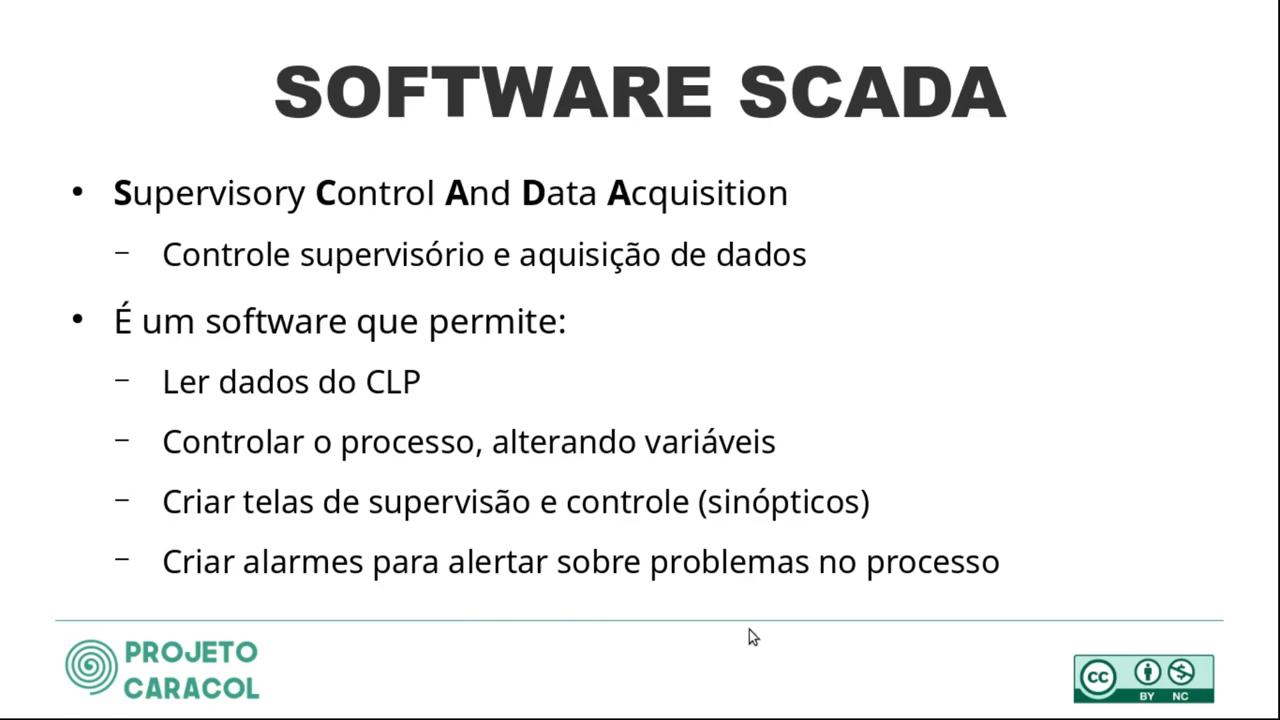 SOFTWARE SCADA
• Supervisory Control And Data Acquisition
– Controle supervisório e aquisição de dados
• É um software que permite:
– Ler dados do CLP
– Controlar o processo, alterando variáveis
– Criar telas de supervisão e controle (sinópticos)
– Criar alarmes para alertar sobre problemas no processo
PROJETO
CARACOL
cc
BY NC